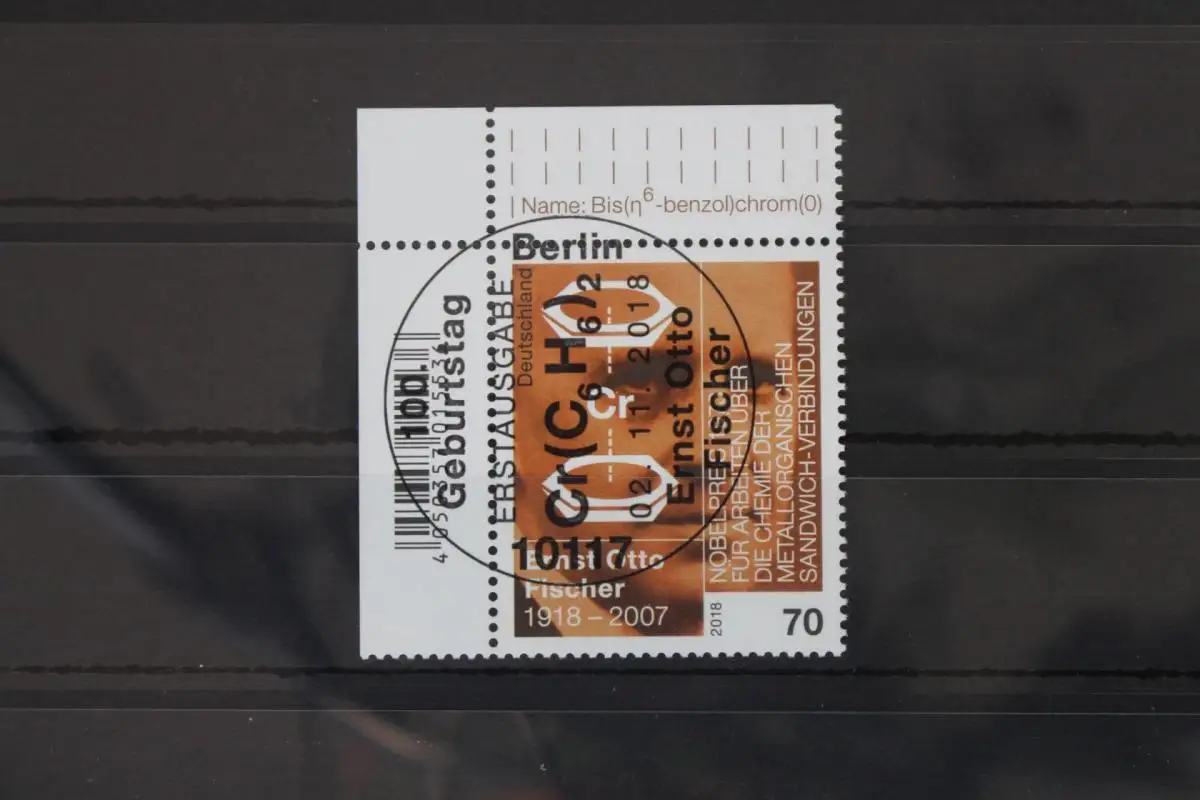 Name: Bis(η⁶-benzol)chrom(0)
Berlin
100.
Geburtstag
ERSTAUSGABE
Deutschland
Cr(C₆H₆)₂
02. 11. 2018
Ernst Otto
Fischer
10117
Cr
NOBELPREIS FÜR ARBEITEN ÜBER
DIE CHEMIE DER
METALLORGANISCHEN
SANDWICH-VERBINDUNGEN
Ernst Otto
Fischer
1918 – 2007
2018
70